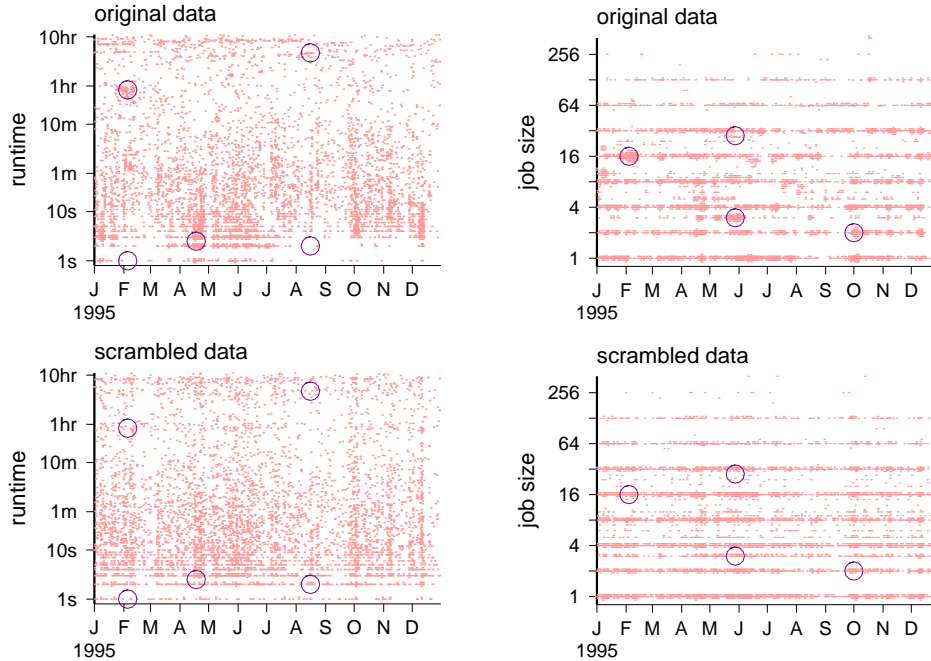 original data
10hr
1hr
10m
1m
10s
1s
runtime
J F M A M J J A S O N D
1995
original data
256
64
16
4
1
job size
J F M A M J J A S O N D
1995
scrambled data
10hr
1hr
10m
1m
10s
1s
runtime
J F M A M J J A S O N D
1995
scrambled data
256
64
16
4
1
job size
J F M A M J J A S O N D
1995